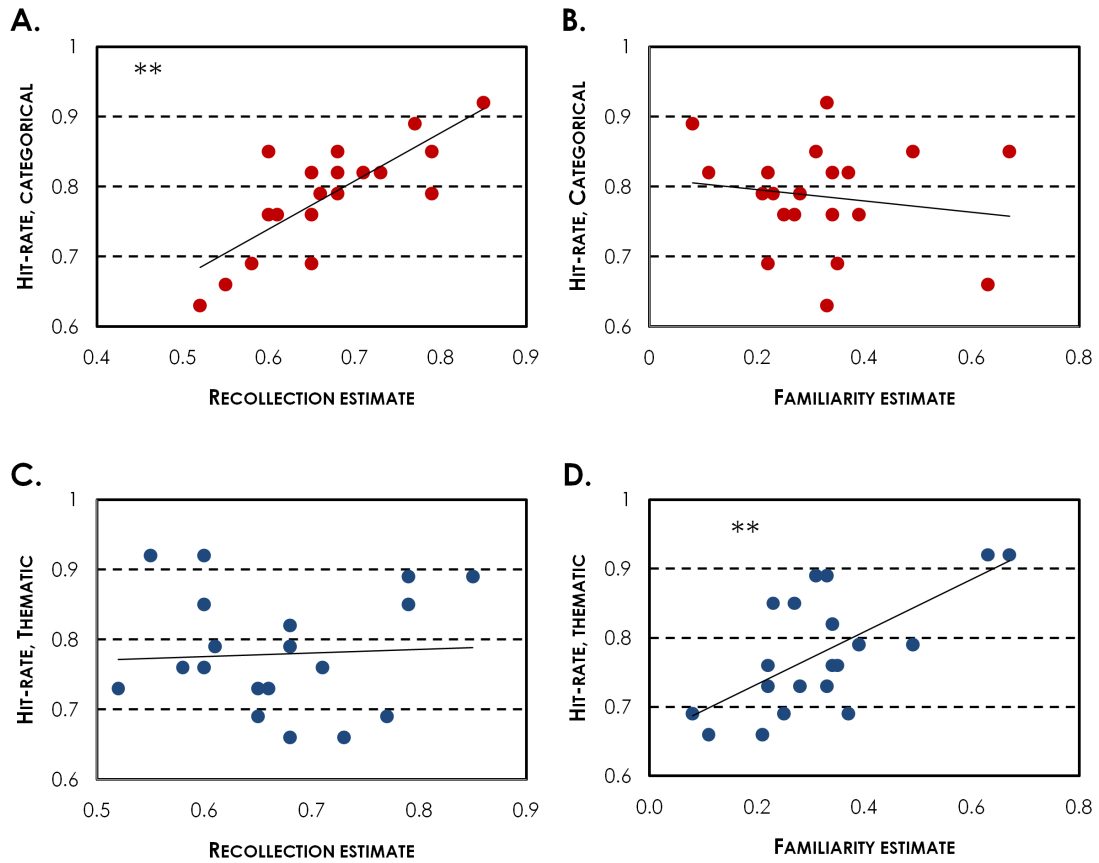 A.
HIT-RATE, CATEGORICAL
1
0.9
0.8
0.7
0.6
**
0.4 0.5 0.6 0.7 0.8 0.9
RECOLLECTION ESTIMATE
B.
HIT-RATE, CATEGORICAL
1
0.9
0.8
0.7
0.6
0 0.2 0.4 0.6 0.8
FAMILIARITY ESTIMATE
C.
HIT-RATE, THEMATIC
1
0.9
0.8
0.7
0.6
0.5 0.6 0.7 0.8 0.9
RECOLLECTION ESTIMATE
D.
HIT-RATE, THEMATIC
1
0.9
0.8
0.7
0.6
**
0.0 0.2 0.4 0.6 0.8
FAMILIARITY ESTIMATE